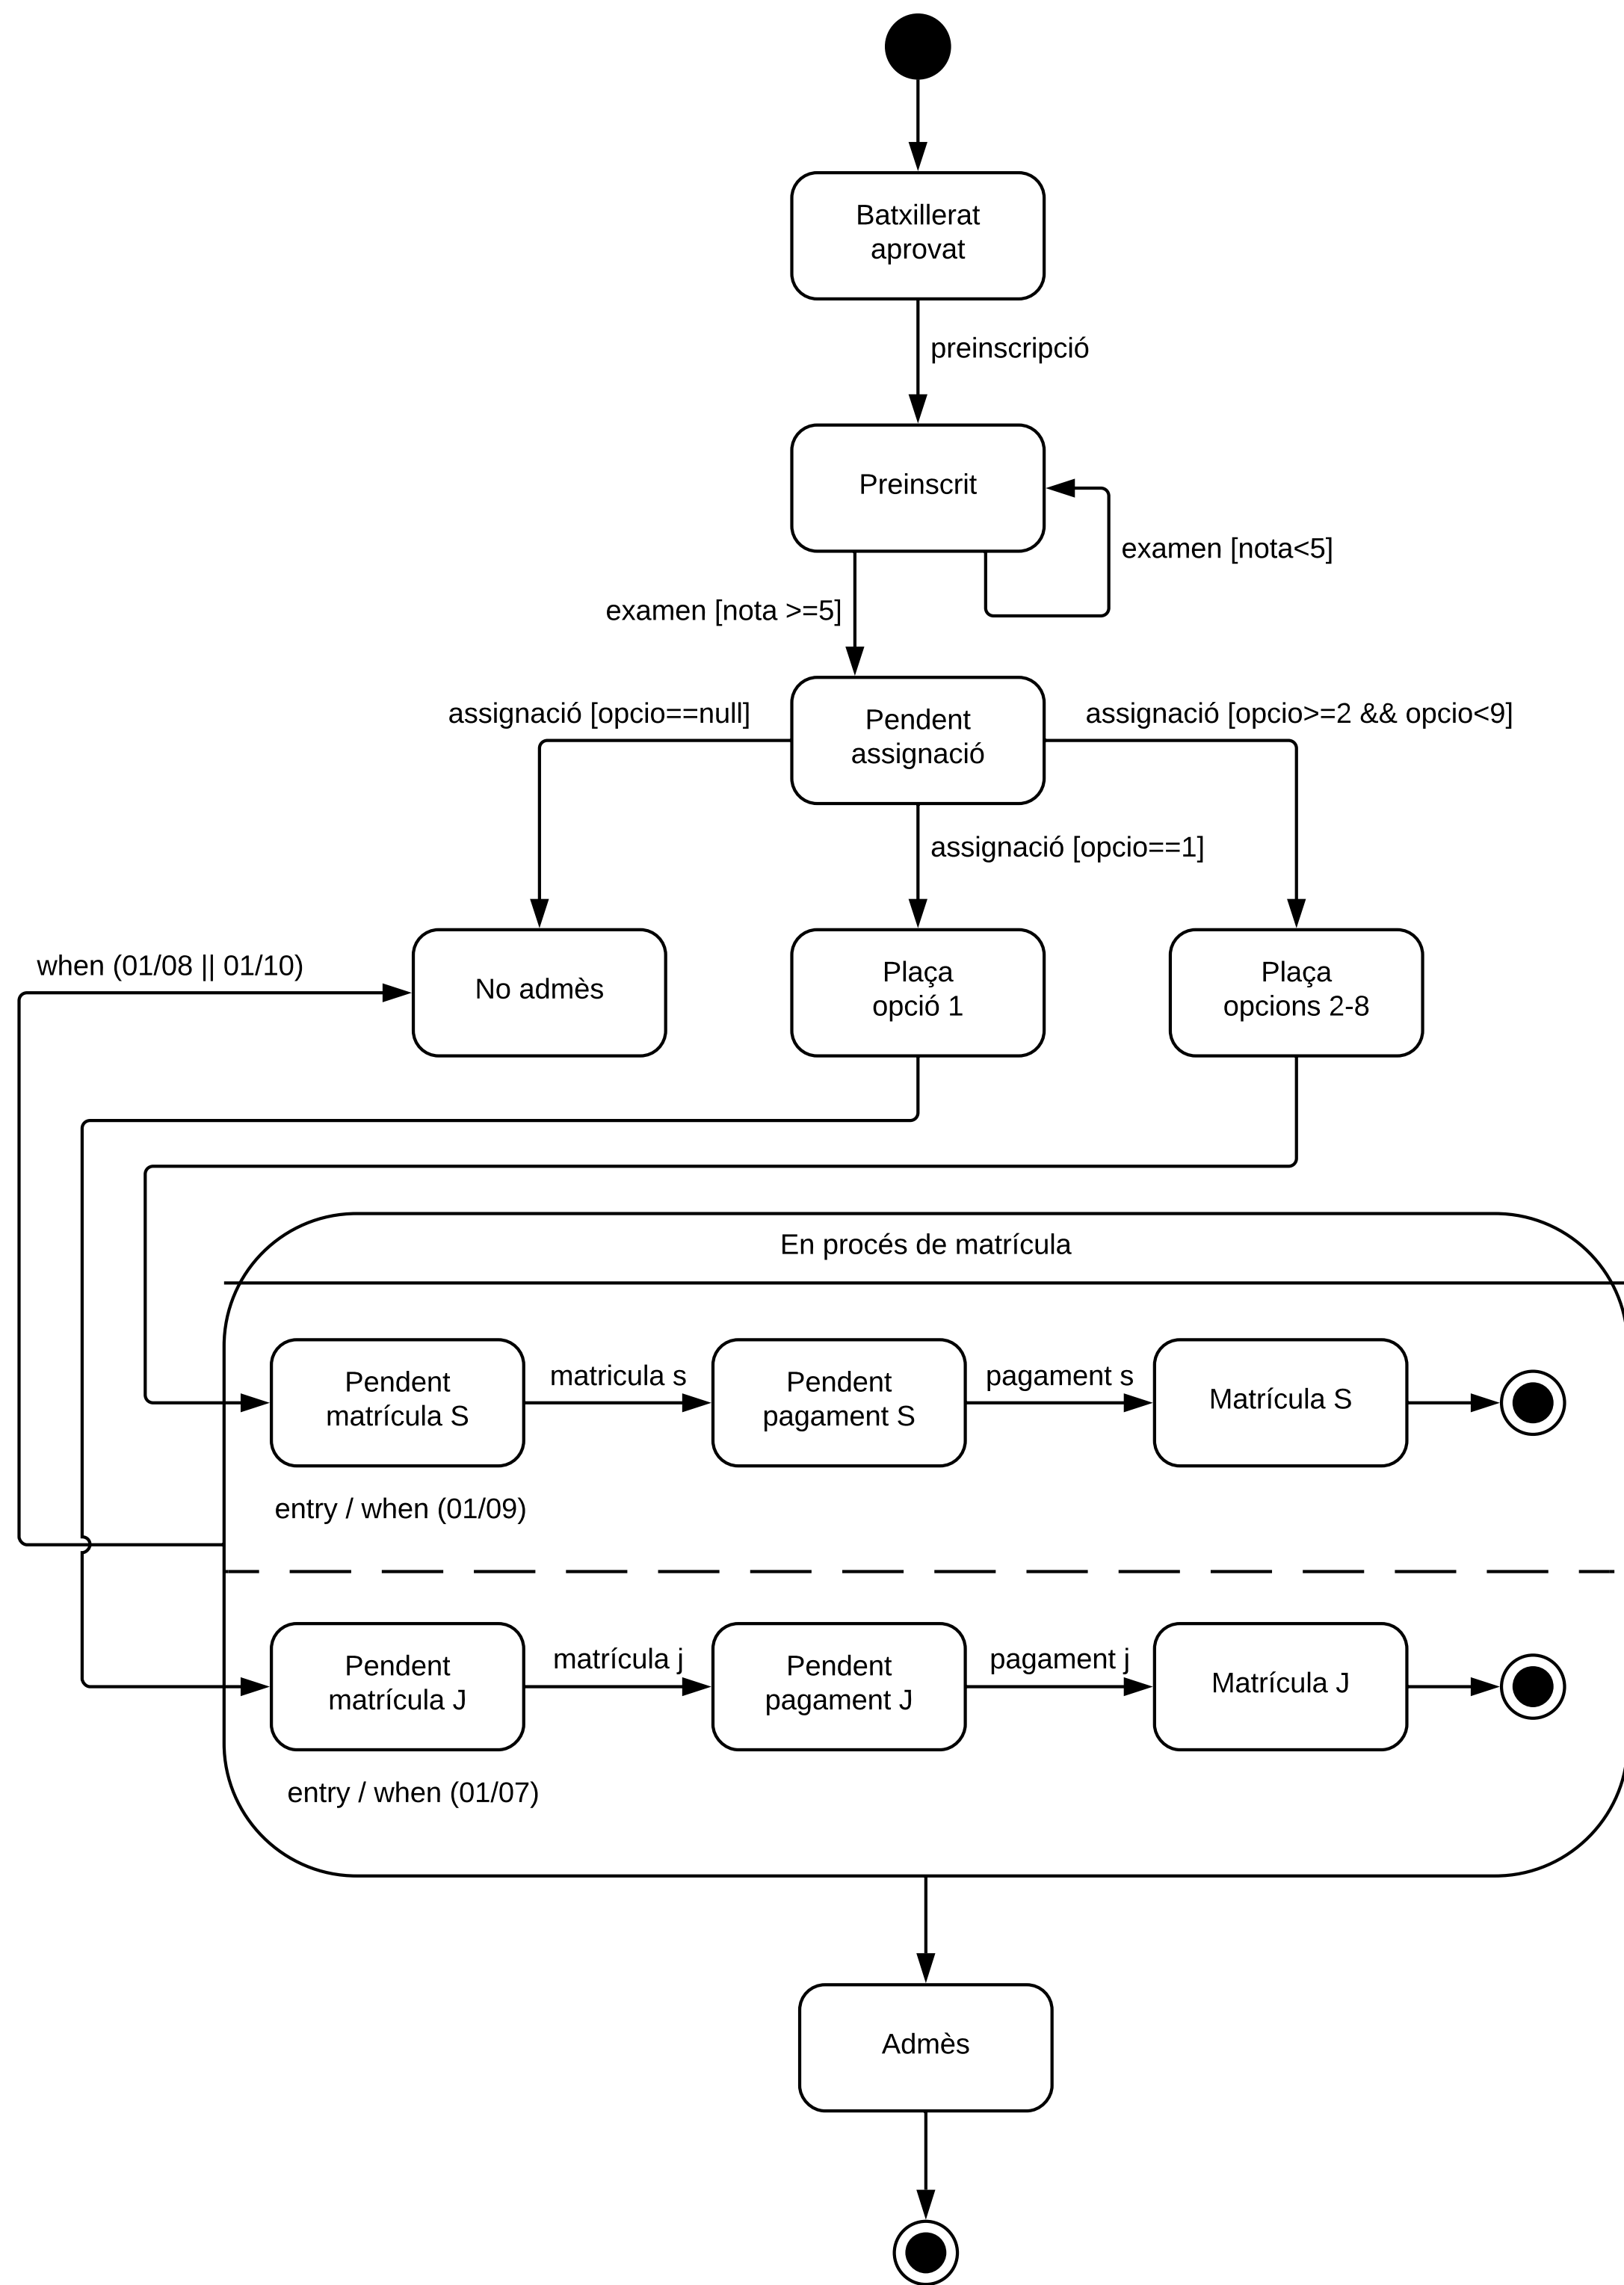 Batxillerat
aprovat
preinscripció
Preinscrit
examen [nota<5]
examen [nota >=5]
assignació [opcio==null]
Pendent
assignació
assignació [opcio>=2 && opcio<9]
assignació [opcio==1]
when (01/08 || 01/10)
No admès
Plaça
opció 1
Plaça
opcions 2-8
En procés de matrícula
Pendent
matrícula S
matricula s
Pendent
pagament S
pagament s
Matrícula S
entry / when (01/09)
Pendent
matrícula J
matrícula j
Pendent
pagament J
pagament j
Matrícula J
entry / when (01/07)
Admès